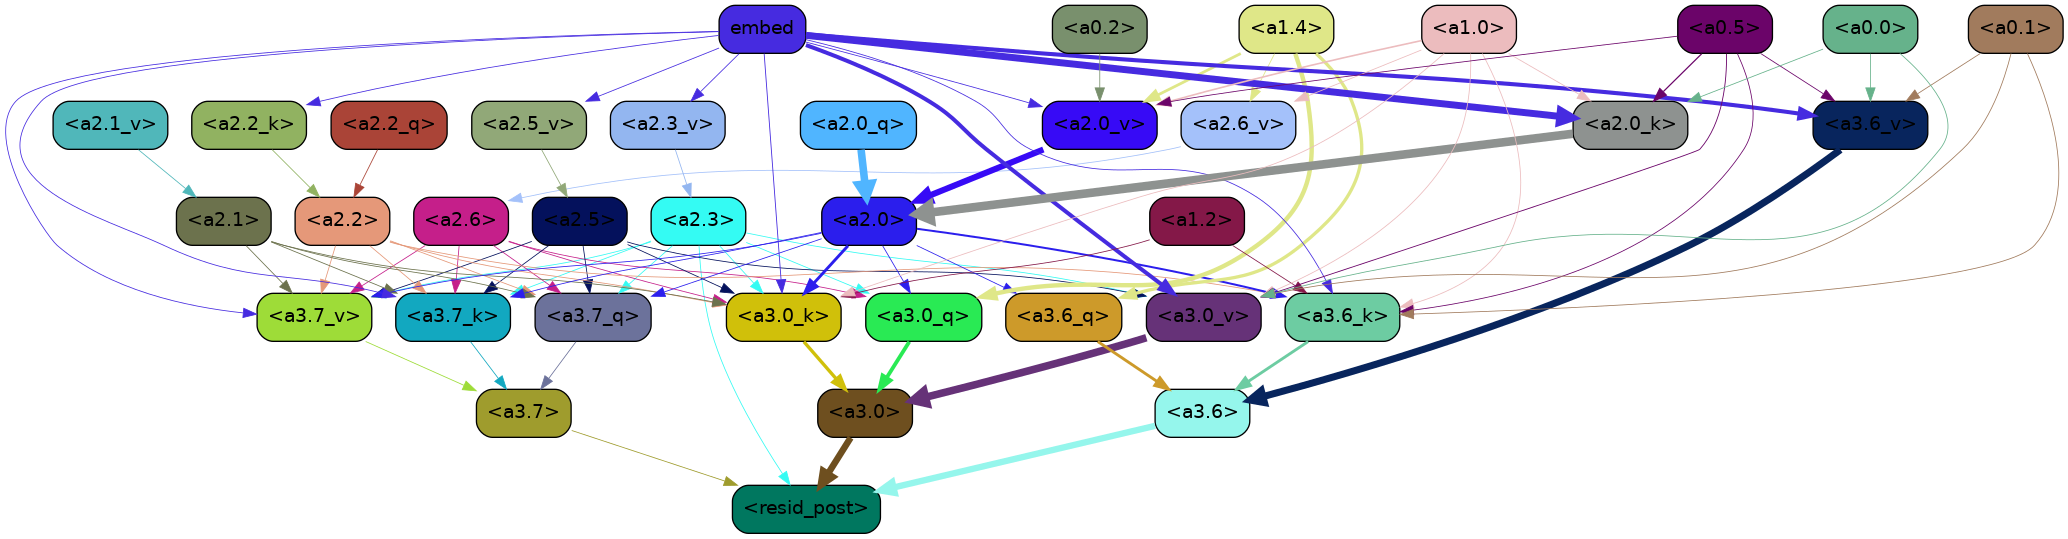 embed
<a0.2>
<a1.4>
<a1.0>
<a0.5>
<a0.0>
<a0.1>
<a2.1_v>
<a2.2_k>
<a2.2_q>
<a2.5_v>
<a2.3_v>
<a2.0_q>
<a2.0_v>
<a2.6_v>
<a2.0_k>
<a3.6_v>
<a2.1>
<a2.2>
<a2.6>
<a2.5>
<a2.3>
<a2.0>
<a1.2>
<a3.7_v>
<a3.7_k>
<a3.7_q>
<a3.0_k>
<a3.0_q>
<a3.6_q>
<a3.0_v>
<a3.6_k>
<a3.7>
<a3.0>
<a3.6>
<resid_post>